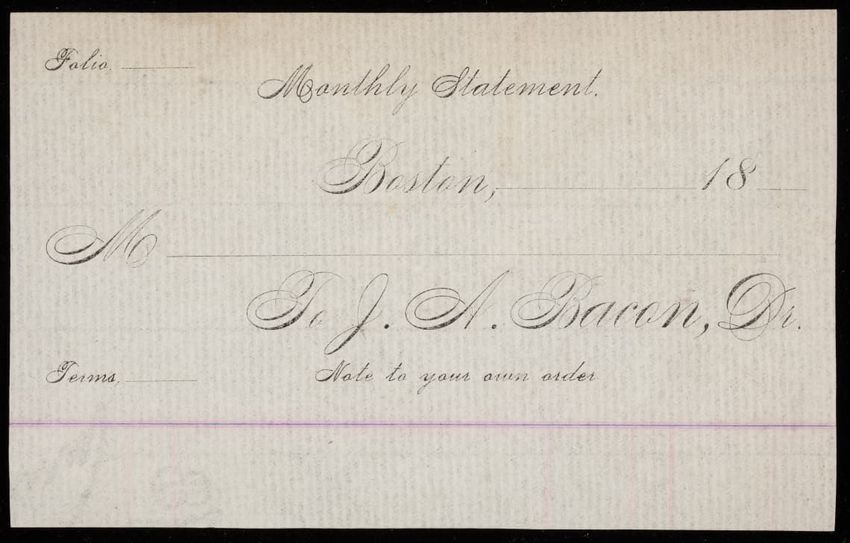 Folio.
Monthly Statement.
Boston, 18
M
To J. A. Bacon, Dr.
Terms,
Note to your own order